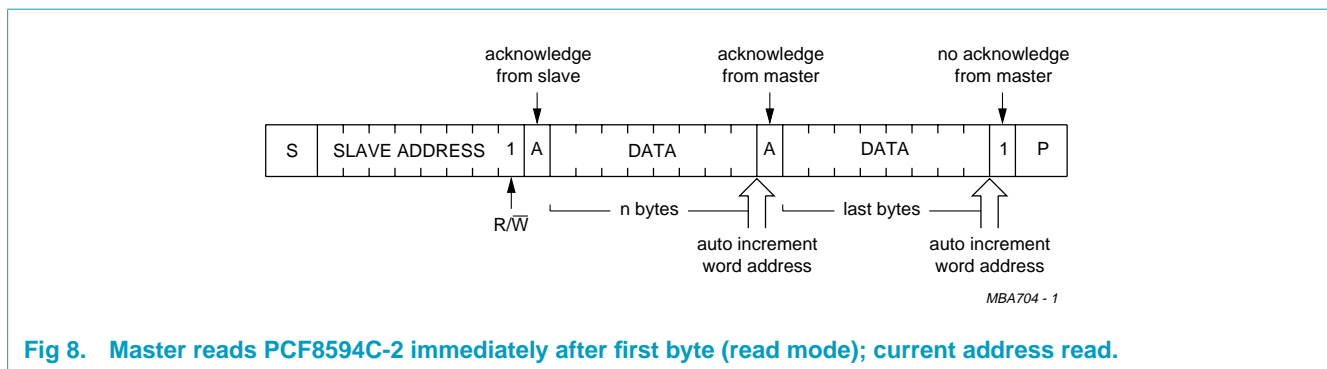 acknowledge
from slave
acknowledge
from master
no acknowledge
from master
S SLAVE ADDRESS 1 A DATA A DATA 1 P
R/W̅
n bytes
last bytes
auto increment
word address
auto increment
word address
MBA704 - 1
Fig 8. Master reads PCF8594C-2 immediately after first byte (read mode); current address read.